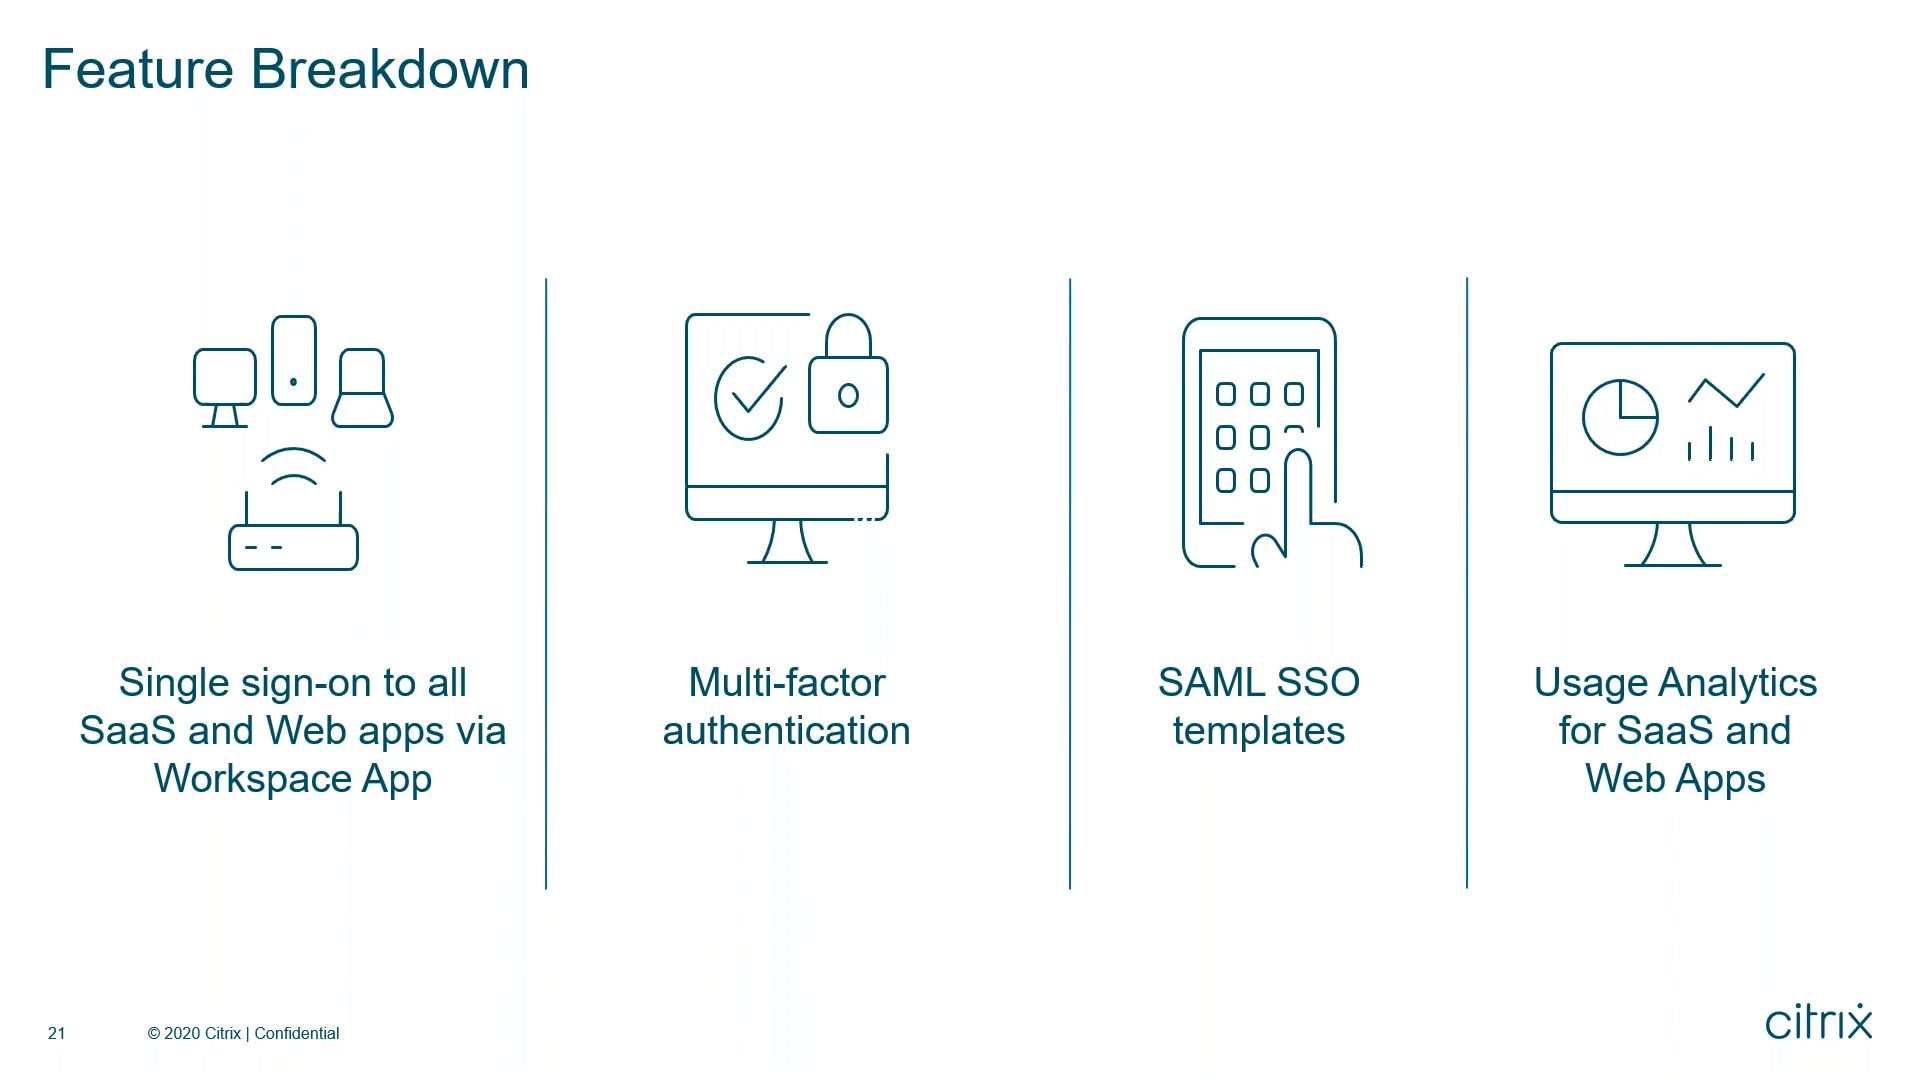 Feature Breakdown
Single sign-on to all
SaaS and Web apps via
Workspace App
Multi-factor
authentication
SAML SSO
templates
Usage Analytics
for SaaS and
Web Apps
21
© 2020 Citrix | Confidential
citrix